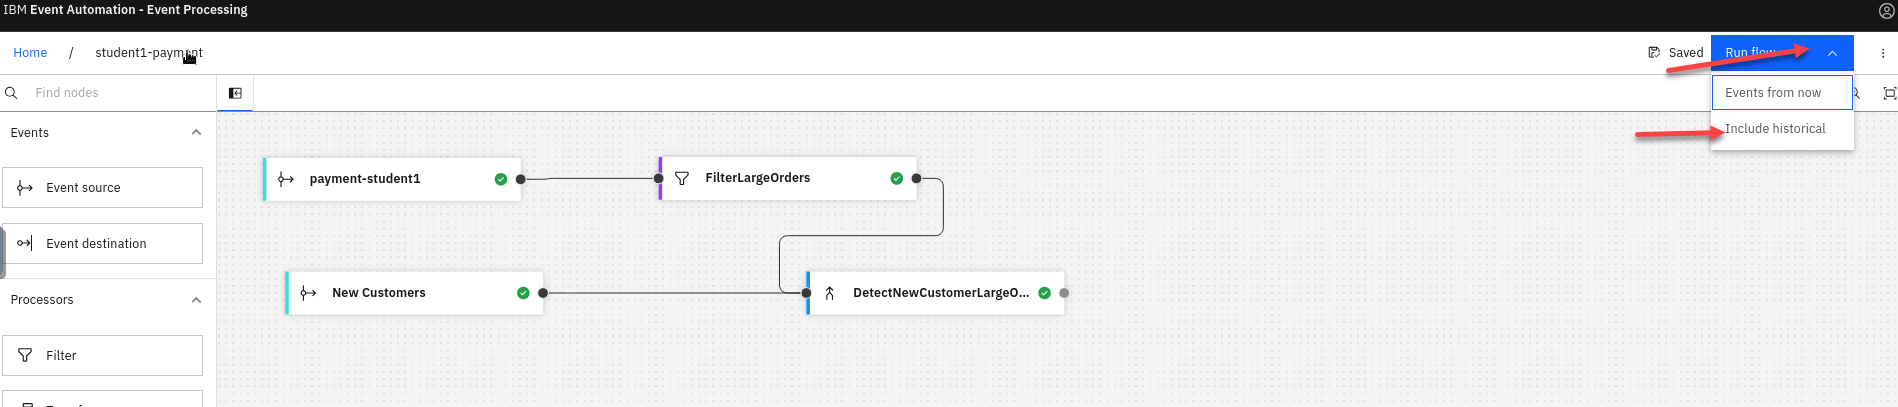 IBM Event Automation - Event Processing
Home / student1-payment
Saved
Run flow
Events from now
Include historical
Find nodes
Events
Event source
Event destination
Processors
Filter
payment-student1
FilterLargeOrders
New Customers
DetectNewCustomerLargeO...